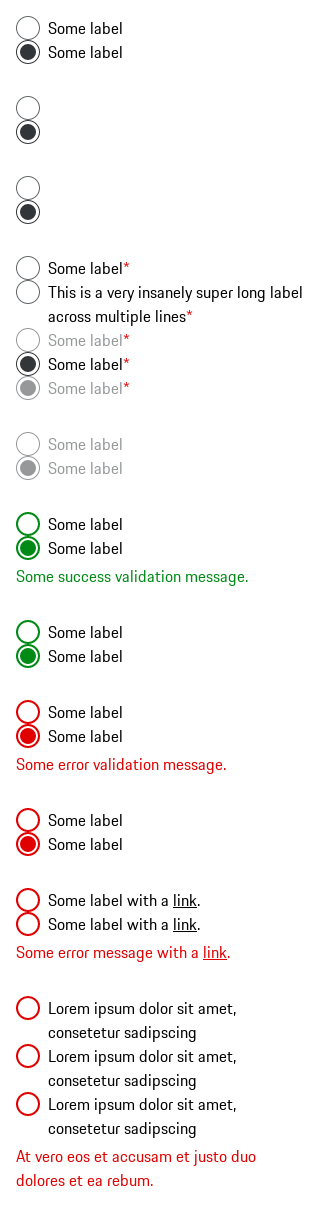 Some label
Some label
Some label*
This is a very insanely super long label
across multiple lines*
Some label*
Some label*
Some label*
Some label
Some label
Some label
Some label
Some success validation message.
Some label
Some label
Some label
Some label
Some error validation message.
Some label
Some label
Some label with a link.
Some label with a link.
Some error message with a link.
Lorem ipsum dolor sit amet,
consetetur sadipscing
Lorem ipsum dolor sit amet,
consetetur sadipscing
Lorem ipsum dolor sit amet,
consetetur sadipscing
At vero eos et accusam et justo duo
dolores et ea rebum.